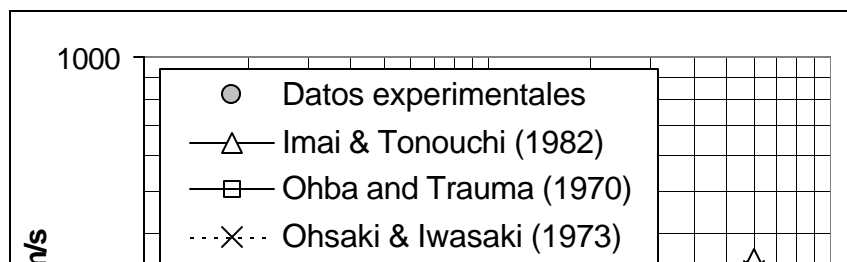 1000
Datos experimentales
Imai & Tonouchi (1982)
Ohba and Trauma (1970)
Ohsaki & Iwasaki (1973)